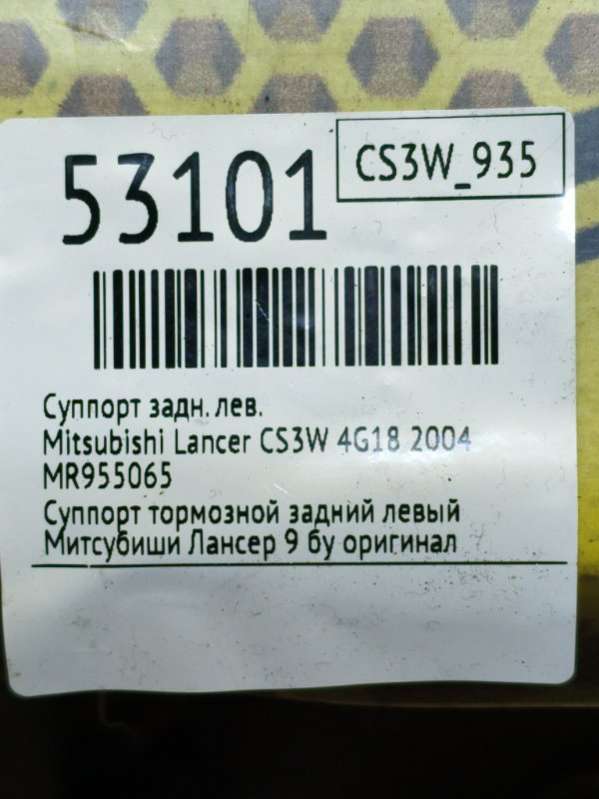 53101
CS3W_935
Суппорт задн. лев.
Mitsubishi Lancer CS3W 4G18 2004
MR955065
Суппорт тормозной задний левый
Митсубиши Лансер 9 бу оригинал